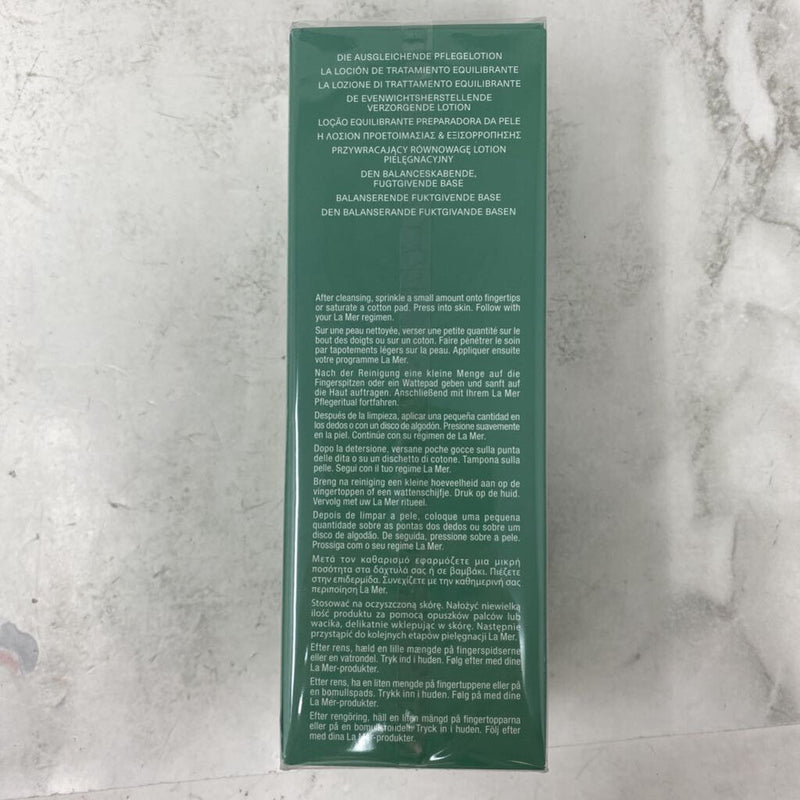 DIE AUSGLEICHENDE PFLEGELOTION
LA LOCIÓN DE TRATAMIENTO EQUILIBRANTE
LA LOZIONE DI TRATTAMENTO EQUILIBRANTE
DE EVENWICHTSHERSTELLENDE
VERZORGENDE LOTION
LOÇÃO EQUILIBRANTE PREPARADORA DA PELE
Η ΛΟΣΙΟΝ ΠΡΟΕΤΟΙΜΑΣΙΑΣ & ΕΞΙΣΟΡΡΟΠΗΣΗΣ
PRZYWRACAJĄCY RÓWNOWAGĘ LOTION
PIELĘGNACYJNY
DEN BALANCESKABENDE,
FUGTGIVENDE BASE
BALANSERENDE FUKTGIVENDE BASE
DEN BALANSERANDE FUKTGIVANDE BASEN
After cleansing, sprinkle a small amount onto fingertips
or saturate a cotton pad. Press into skin. Follow with
your La Mer regimen.
Sur une peau nettoyée, verser une petite quantité sur le
bout des doigts ou sur un coton. Faire pénétrer le soin
par tapotements légers sur la peau. Appliquer ensuite
votre programme La Mer.
Nach der Reinigung eine kleine Menge auf die
Fingerspitzen oder ein Wattepad geben und sanft auf
die Haut auftragen. Anschließend mit Ihrem La Mer
Pflegeritual fortfahren.
Después de la limpieza, aplicar una pequeña cantidad en
los dedos o con un disco de algodón. Presione suavemente
en la piel. Continúe con su régimen de La Mer.
Dopo la detersione, versane poche gocce sulla punta
delle dita o su un dischetto di cotone. Tampona sulla
pelle. Segui con il tuo regime La Mer.
Breng na reiniging een kleine hoeveelheid aan op de
vingertoppen of een wattenschijfje. Druk op de huid.
Vervolg met uw La Mer ritueel.
Depois de limpar a pele, coloque uma pequena
quantidade sobre as pontas dos dedos ou sobre um
disco de algodão. De seguida, pressione sobre a pele.
Prossiga com o seu regime La Mer.
Μετά τον καθαρισμό εφαρμόζετε μια μικρή
ποσότητα στα δάχτυλά σας ή σε βαμβάκι. Πιέζετε
στην επιδερμίδα. Συνεχίζετε με την καθημερινή σας
περιποίηση La Mer.
Stosować na oczyszczoną skórę. Nałożyć niewielką
ilość produktu za pomocą opuszków palców lub
wacika, delikatnie wklepując w skórę. Następnie
przystąpić do kolejnych etapów pielęgnacji La Mer.
Efter rens, hæld en lille mængde på fingerspidserne
eller en vatrondel. Tryk ind i huden. Følg efter med dine
La Mer-produkter.
Etter rens, ha en liten mengde på fingertuppene eller på
en bomullspads. Trykk inn i huden. Følg på med dine
La Mer-produkter.
Efter rengöring, häll en liten mängd på fingertopparna
eller på en bomullsrondell. Tryck in i huden. Följ efter
med dina La Mer-produkter.